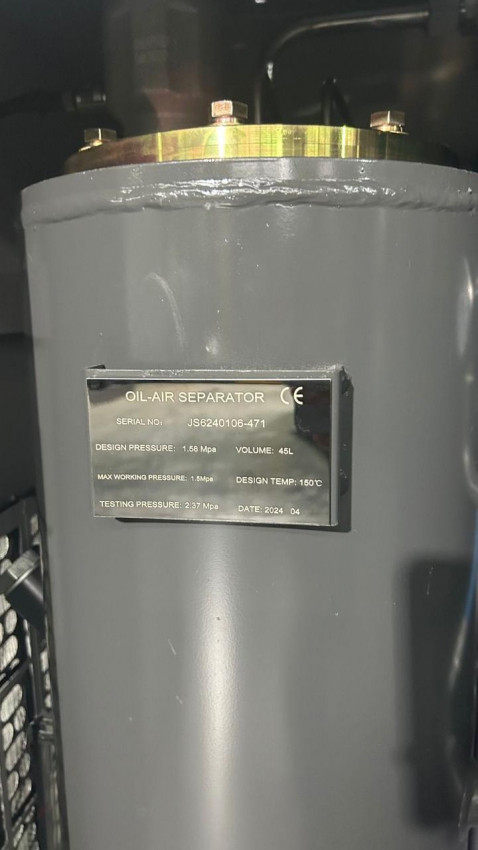 OIL-AIR SEPARATOR CE
SERIAL NO: JS6240106-471
DESIGN PRESSURE: 1.58 Mpa VOLUME: 45L
MAX WORKING PRESSURE: 1.5Mpa DESIGN TEMP: 150℃
TESTING PRESSURE: 2.37 Mpa DATE: 2024 04